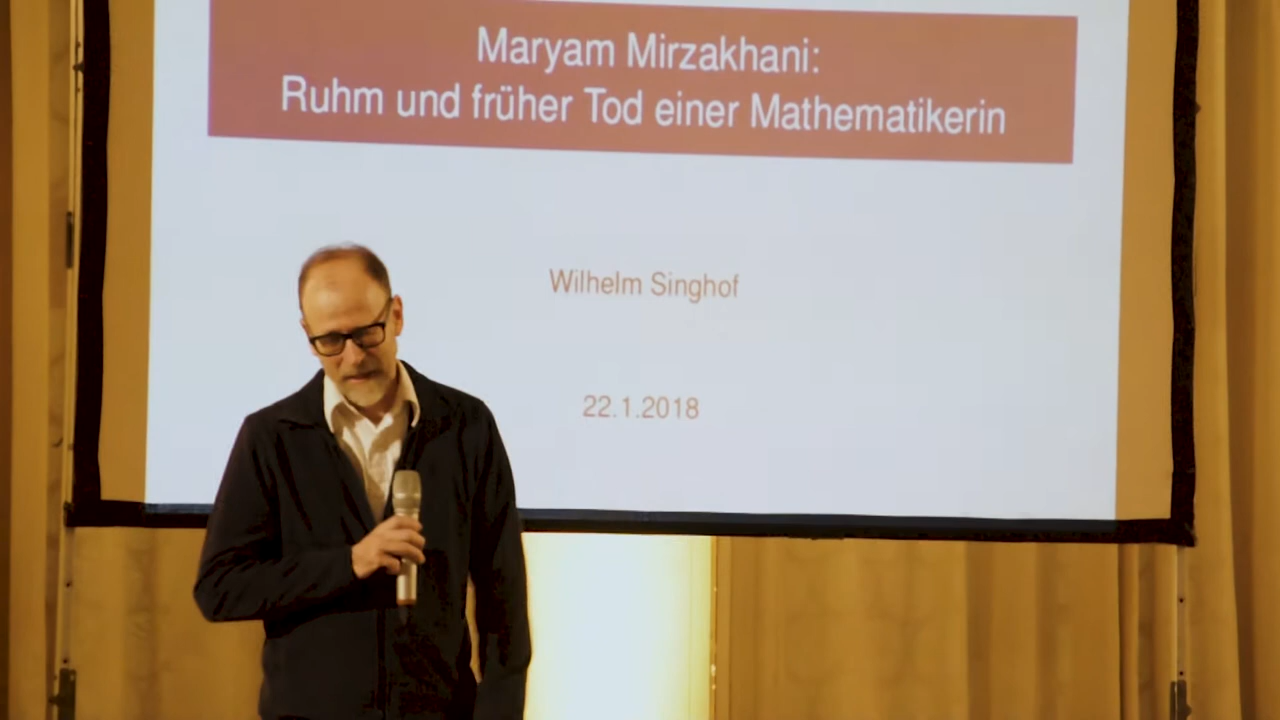 Maryam Mirzakhani:
Ruhm und früher Tod einer Mathematikerin
Wilhelm Singhof
22.1.2018